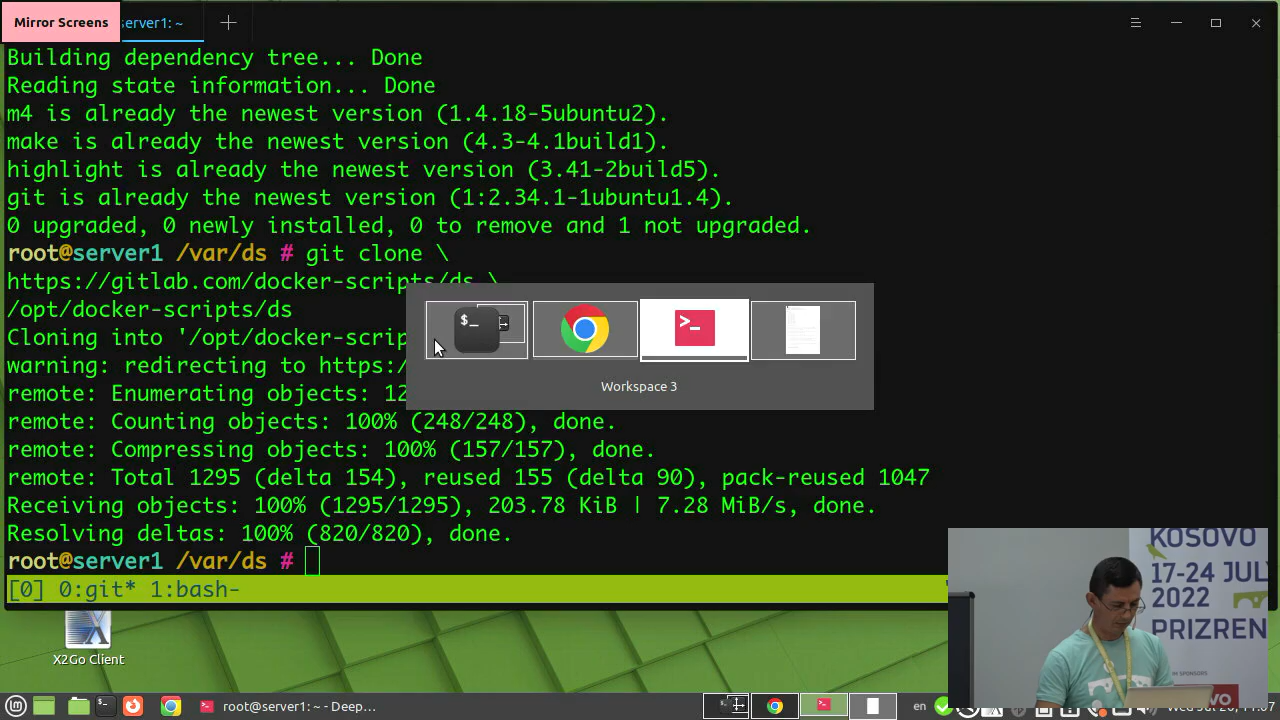 Mirror Screens
server1: ~
Building dependency tree... Done
Reading state information... Done
m4 is already the newest version (1.4.18-5ubuntu2).
make is already the newest version (4.3-4.1build1).
highlight is already the newest version (3.41-2build5).
git is already the newest version (1:2.34.1-1ubuntu1.4).
0 upgraded, 0 newly installed, 0 to remove and 1 not upgraded.
root@server1 /var/ds # git clone \
https://gitlab.com/docker-scripts/ds \
/opt/docker-scripts/ds
Cloning into '/opt/docker-scrip
warning: redirecting to https:/
remote: Enumerating objects: 12
remote: Counting objects: 100% (248/248), done.
remote: Compressing objects: 100% (157/157), done.
remote: Total 1295 (delta 154), reused 155 (delta 90), pack-reused 1047
Receiving objects: 100% (1295/1295), 203.78 KiB | 7.28 MiB/s, done.
Resolving deltas: 100% (820/820), done.
root@server1 /var/ds #
[0] 0:git* 1:bash-
$_
>_
Workspace 3
KOSOVO
17-24 JUL
2022
PRIZREN
SPONSORS
X2Go Client
root@server1: ~ - Deep...
en